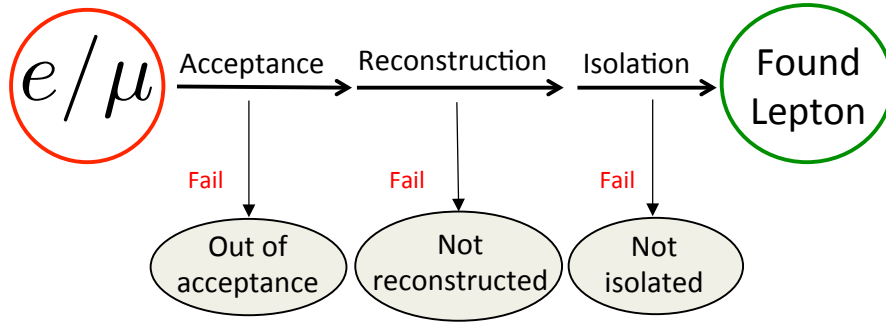 e/μ
Acceptance
Reconstruction
Isolation
Found
Lepton
Fail
Fail
Fail
Out of
acceptance
Not
reconstructed
Not
isolated